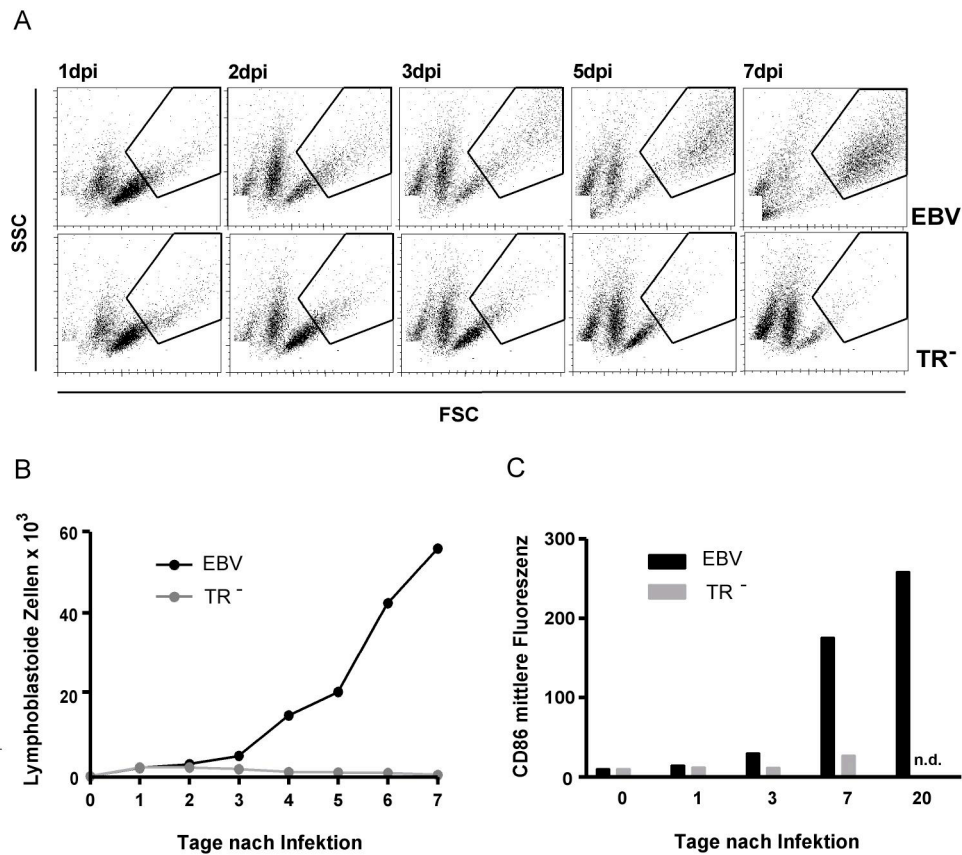 A
1dpi 2dpi 3dpi 5dpi 7dpi
SSC
EBV
TR-
FSC
B
Lymphoblastoide Zellen x 10³
60
40
20
0
EBV
TR -
0 1 2 3 4 5 6 7
Tage nach Infektion
C
CD86 mittlere Fluoreszenz
300
200
100
0
EBV
TR -
n.d.
0 1 3 7 20
Tage nach Infektion